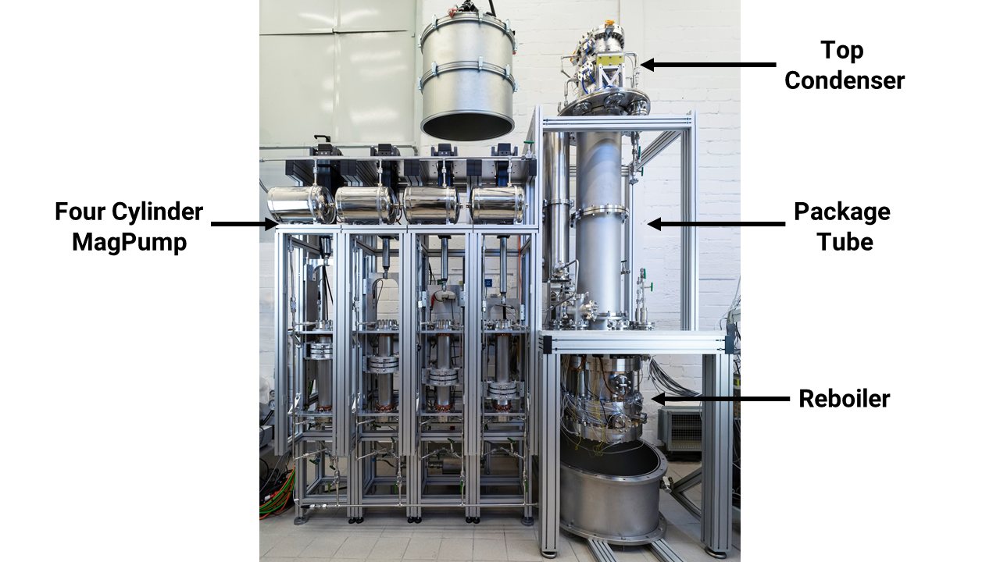 Top
Condenser
Four Cylinder
MagPump
Package
Tube
Reboiler